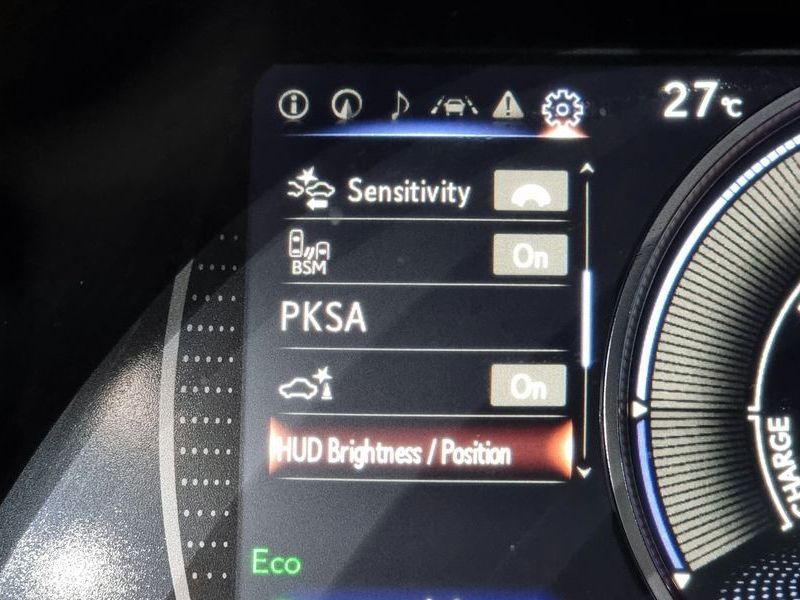 27°C
Sensitivity
BSM
On
PKSA
On
HUD Brightness / Position
CHARGE
Eco